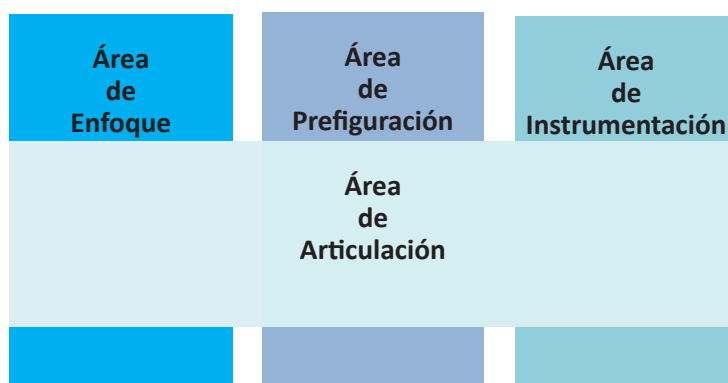 Área
de
Enfoque
Área
de
Prefiguración
Área
de
Instrumentación
Área
de
Articulación